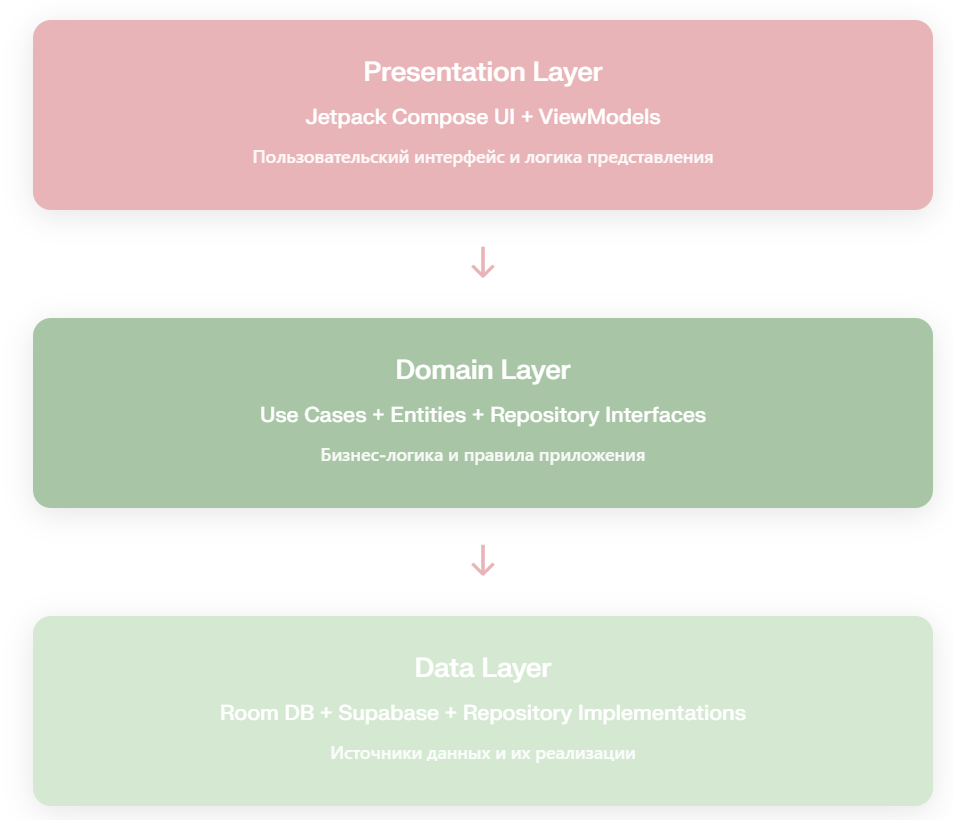 Presentation Layer
Jetpack Compose UI + ViewModels
Пользовательский интерфейс и логика представления
Domain Layer
Use Cases + Entities + Repository Interfaces
Бизнес-логика и правила приложения
Data Layer
Room DB + Supabase + Repository Implementations
Источники данных и их реализации